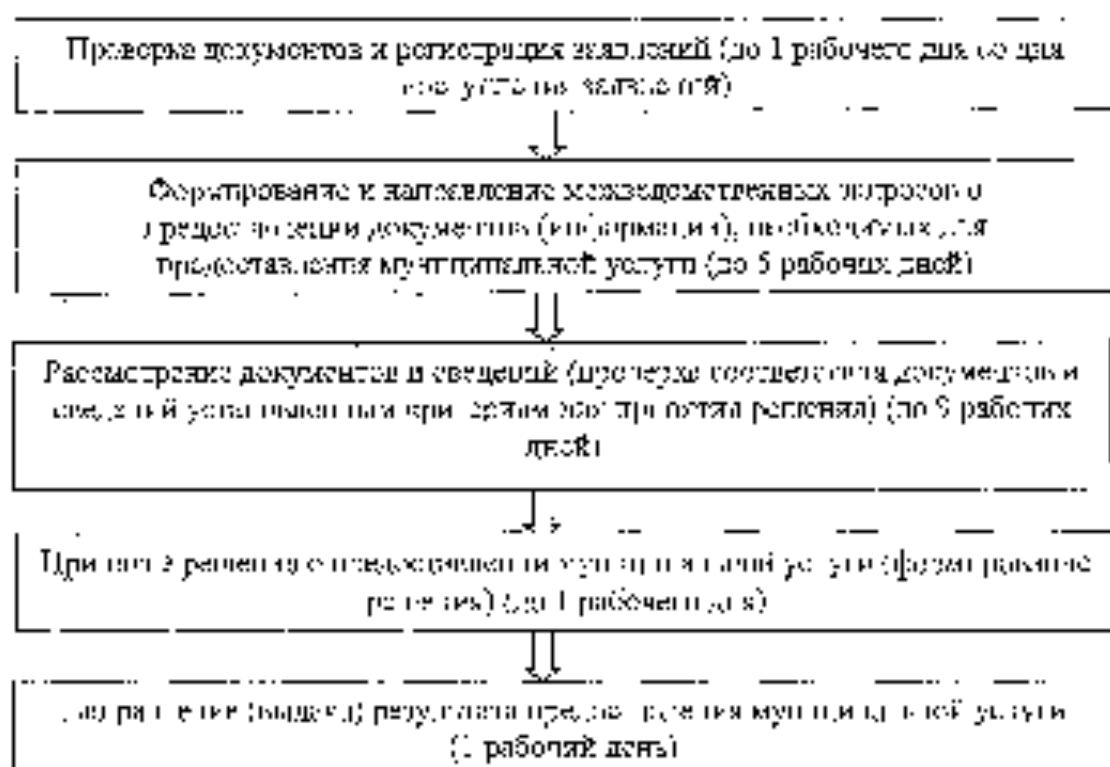 Проверка документов и регистрация заявлений (до 1 рабочего дня со дня
поступления заявлений)
Формирование и направление межведомственных запросов о
предоставлении документов (информации), необходимых для
предоставления муниципальной услуги (до 5 рабочих дней)
Рассмотрение документов и сведений (проверка соответствия документов и
сведений установленным критериям для принятия решения) (до 9 рабочих
дней)
Принятие решения о предоставлении муниципальной услуги (формирование
решения) (до 1 рабочего дня)
(выдача) результата предоставления муниципальной услуги
(1 рабочий день)